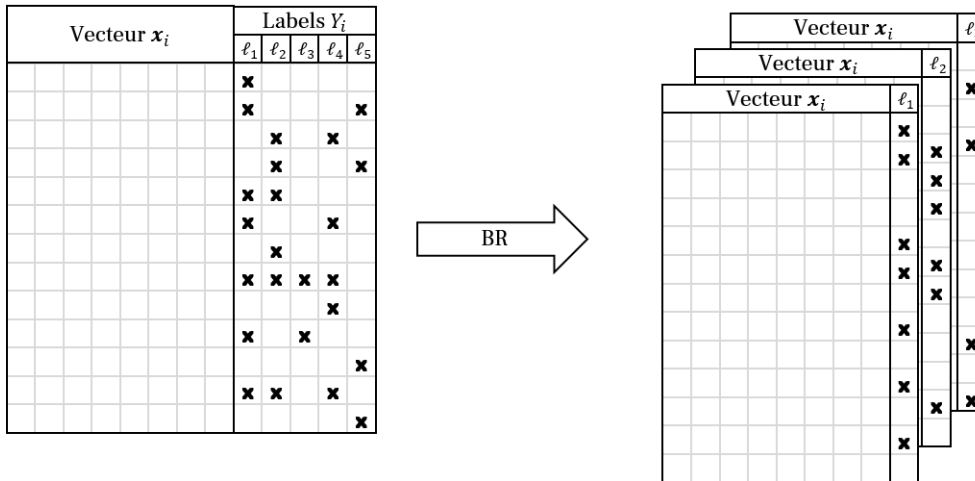 Vecteur xᵢ
Labels Yᵢ
ℓ₁ ℓ₂ ℓ₃ ℓ₄ ℓ₅
BR
Vecteur xᵢ
Vecteur xᵢ ℓ₂
Vecteur xᵢ ℓ₁